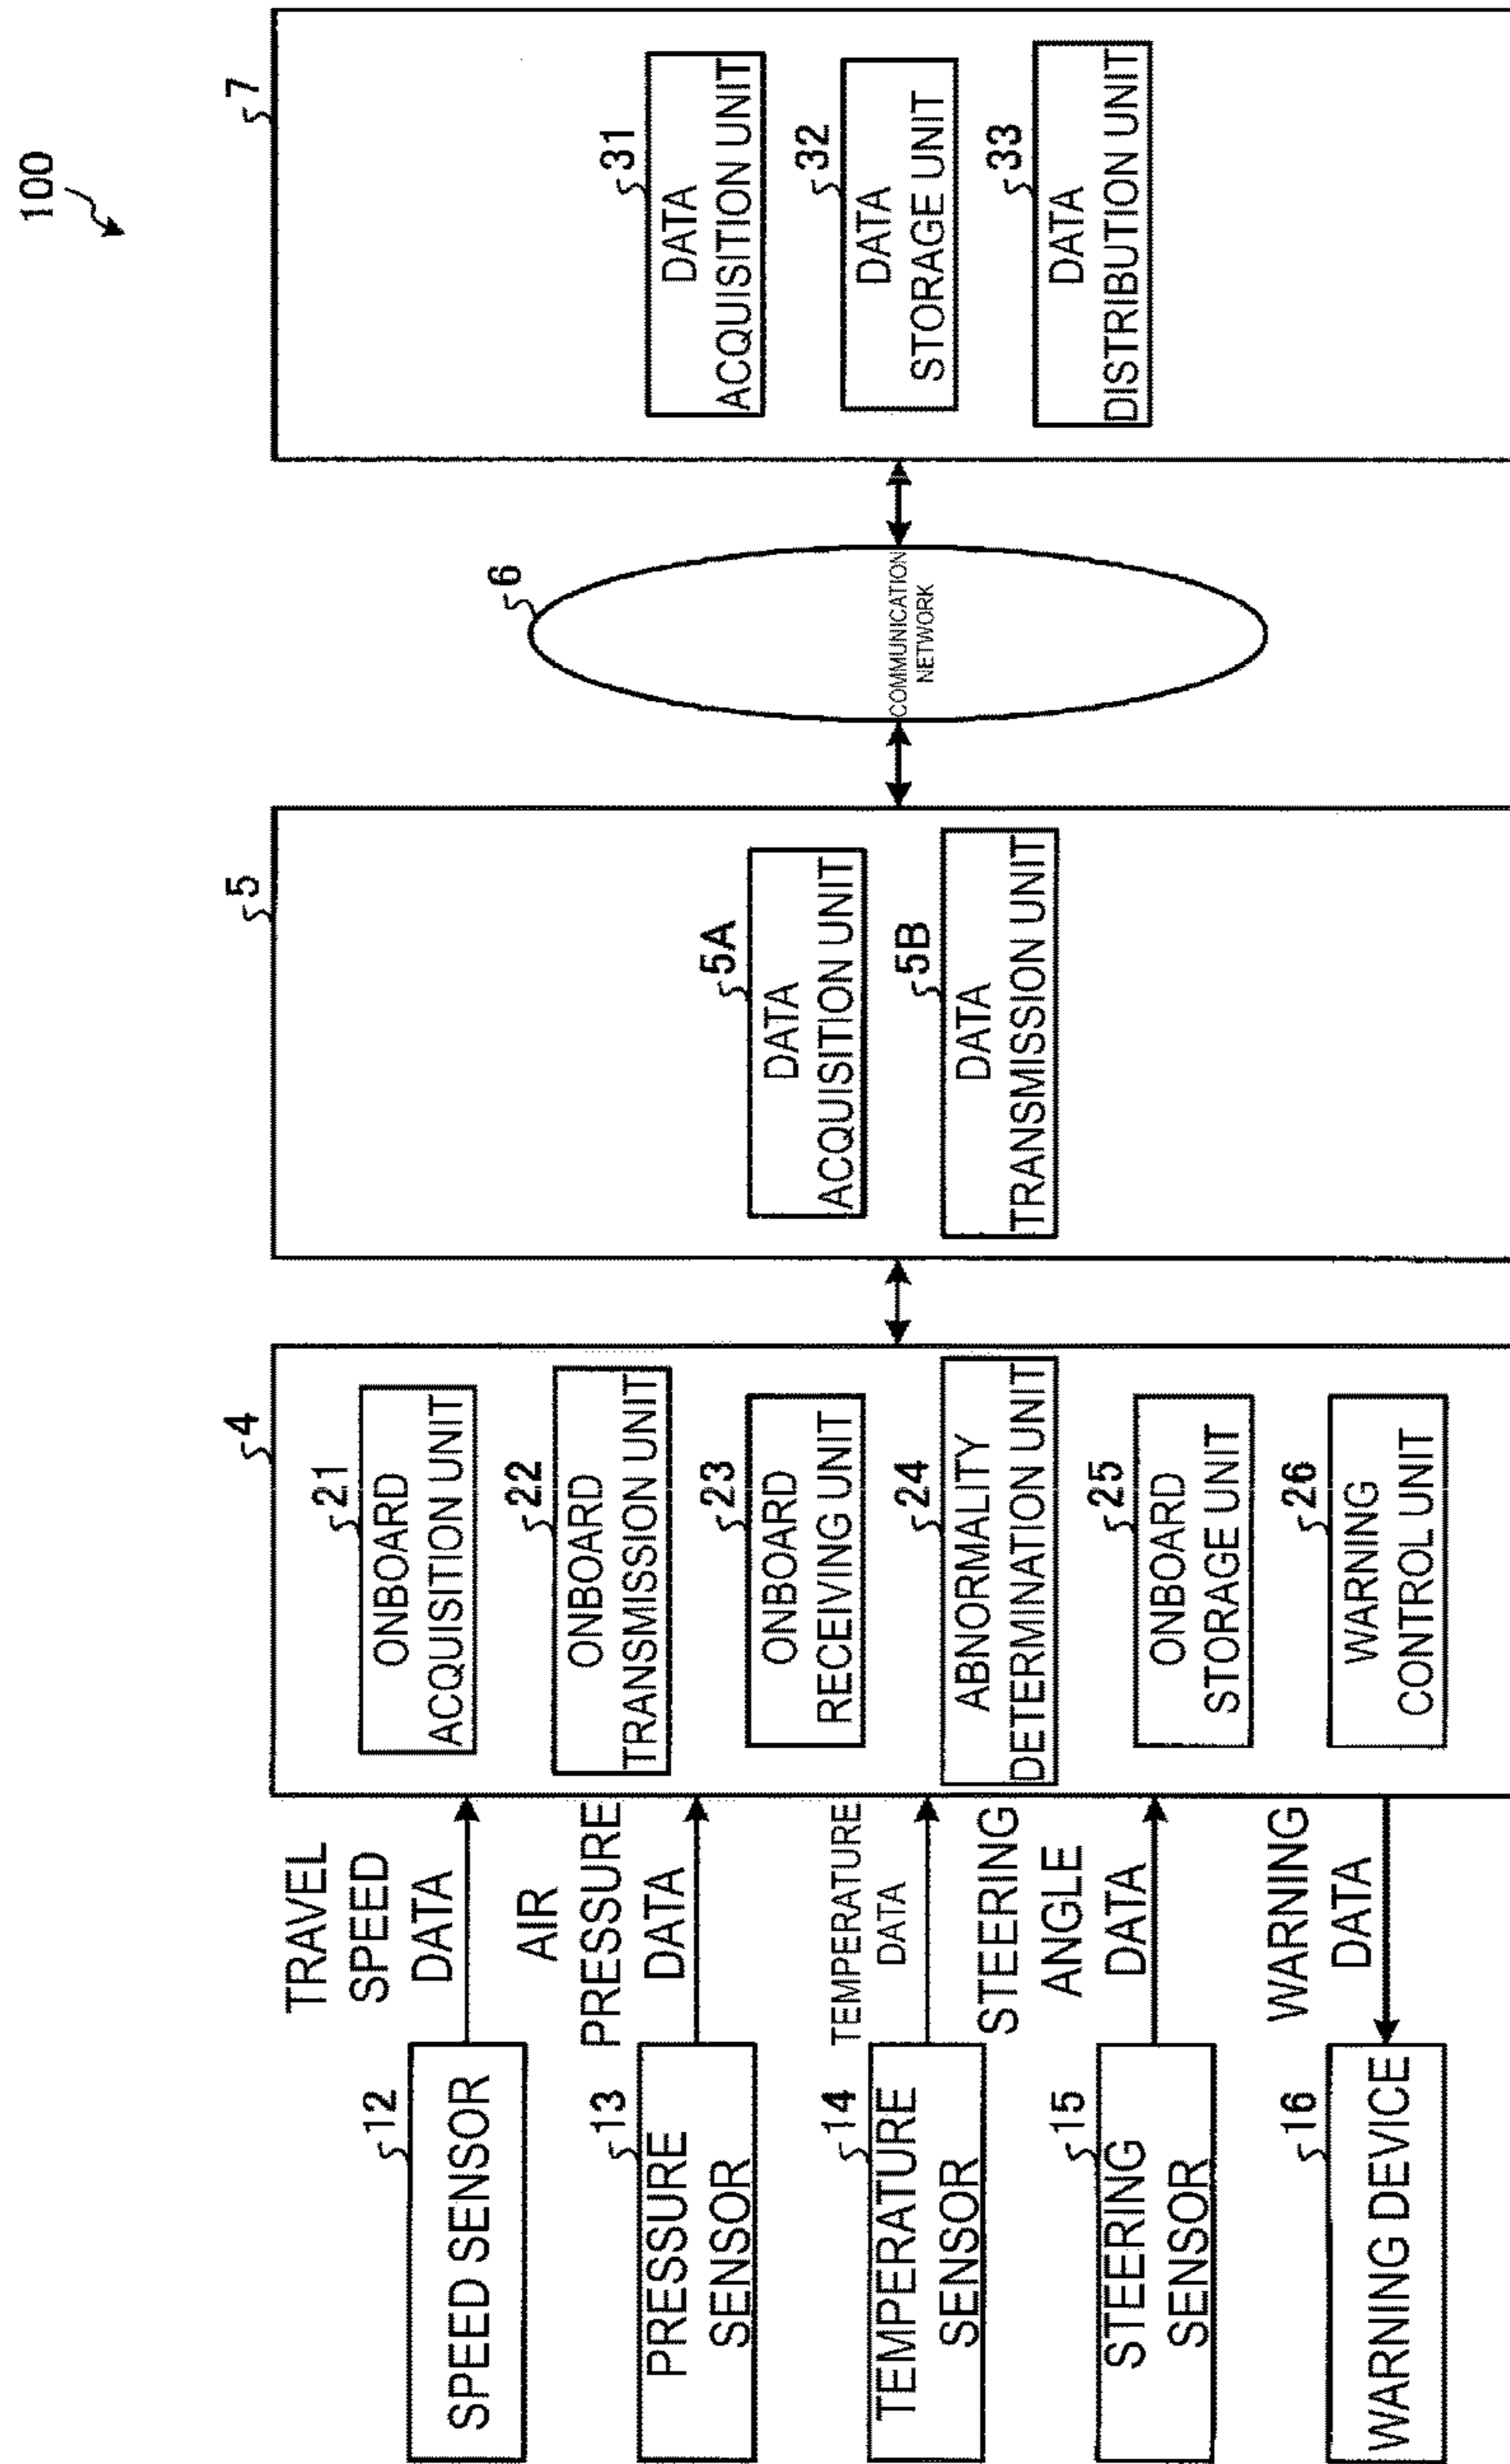 100
12
SPEED SENSOR
13
PRESSURE
SENSOR
14
TEMPERATURE
SENSOR
15
STEERING
SENSOR
16
WARNING DEVICE
TRAVEL
SPEED
DATA
AIR
PRESSURE
DATA
TEMPERATURE
DATA
STEERING
ANGLE
DATA
WARNING
DATA
4
21
ONBOARD
ACQUISITION UNIT
22
ONBOARD
TRANSMISSION UNIT
23
ONBOARD
RECEIVING UNIT
24
ABNORMALITY
DETERMINATION UNIT
25
ONBOARD
STORAGE UNIT
26
WARNING
CONTROL UNIT
5
5A
DATA
ACQUISITION UNIT
5B
DATA
TRANSMISSION UNIT
6
COMMUNICATION
NETWORK
7
31
DATA
ACQUISITION UNIT
32
DATA
STORAGE UNIT
33
DATA
DISTRIBUTION UNIT